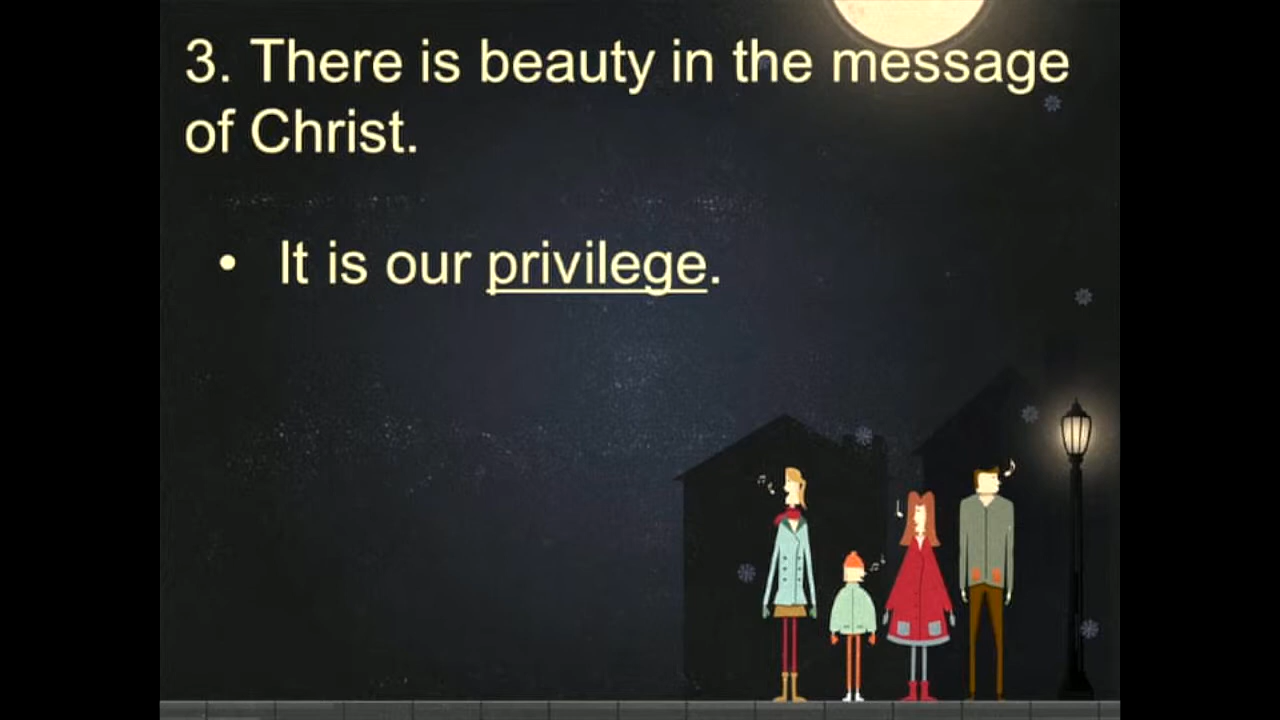 3. There is beauty in the message
of Christ.
• It is our privilege.